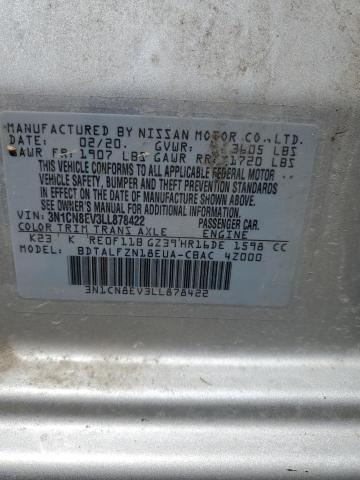 MANUFACTURED BY NISSAN MOTOR CO., LTD.
DATE: 02/20. GVWR: 3605 LBS
GAWR FR: 1907 LBS GAWR RR: 1720 LBS
THIS VEHICLE CONFORMS TO ALL APPLICABLE FEDERAL MOTOR
VEHICLE SAFETY, BUMPER AND THEFT PREVENTION
STANDARDS IN EFFECT ON THE DATE OF
MANUFACTURE SHOWN ABOVE.
SEE OWNER'S MANUAL FOR
VIN: 3N1CN8EV3LL878422 PASSENGER CAR.
COLOR TRIM TRANS AXLE ENGINE
K23 K RE0F11B GZ39 HR16DE 1598 CC
BDTALFZN18EUA-CBAC 4Z000
3N1CN8EV3LL878422